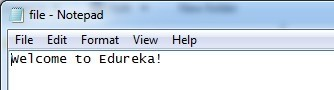 file - Notepad
File Edit Format View Help
Welcome to Edureka!